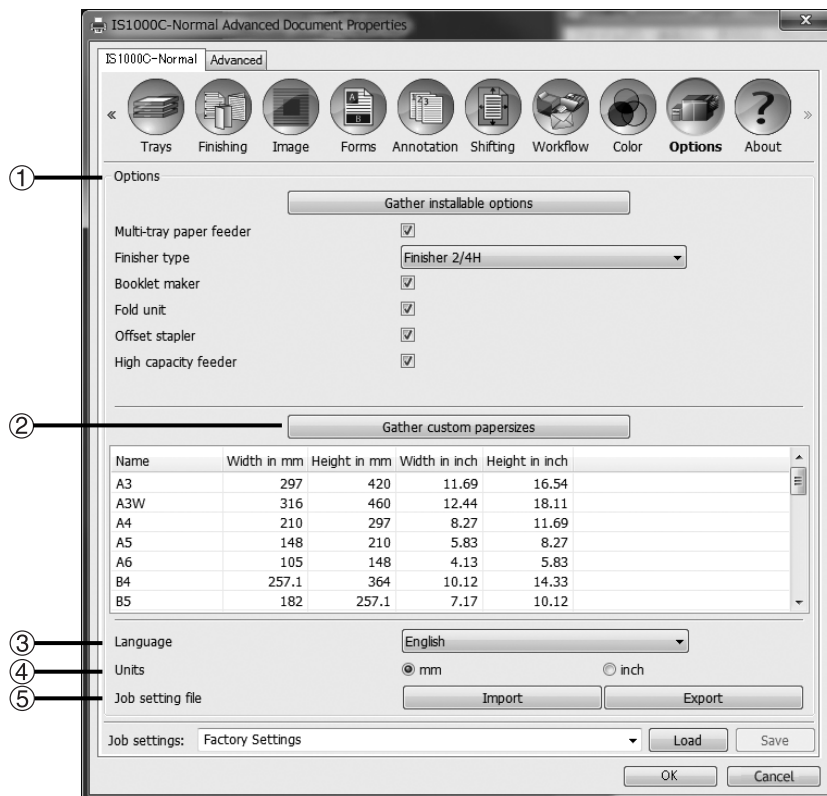 IS1000C-Normal Advanced Document Properties
IS1000C-Normal Advanced
« Trays Finishing Image Forms Annotation Shifting Workflow Color Options About »
① Options
Gather installable options
Multi-tray paper feeder
Finisher type Finisher 2/4H
Booklet maker
Fold unit
Offset stapler
High capacity feeder
② Gather custom papersizes
Name Width in mm Height in mm Width in inch Height in inch
A3 297 420 11.69 16.54
A3W 316 460 12.44 18.11
A4 210 297 8.27 11.69
A5 148 210 5.83 8.27
A6 105 148 4.13 5.83
B4 257.1 364 10.12 14.33
B5 182 257.1 7.17 10.12
③ Language English
④ Units mm inch
⑤ Job setting file Import Export
Job settings: Factory Settings Load Save
OK Cancel